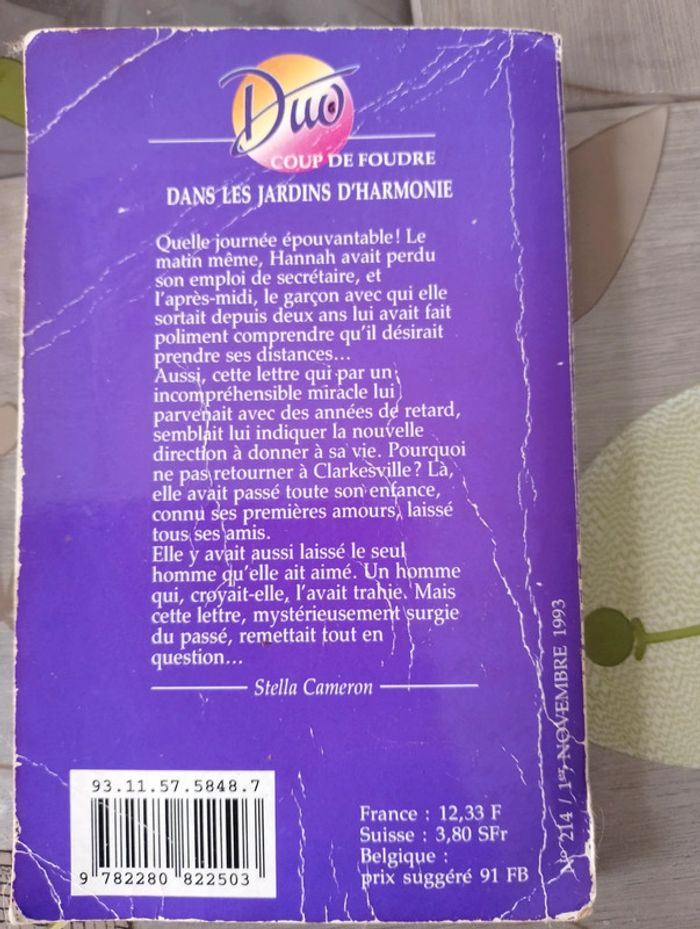 Duo
COUP DE FOUDRE
DANS LES JARDINS D'HARMONIE
Quelle journée épouvantable! Le
matin même, Hannah avait perdu
son emploi de secrétaire, et
l'après-midi, le garçon avec qui elle
sortait depuis deux ans lui avait fait
poliment comprendre qu'il désirait
prendre ses distances...
Aussi, cette lettre qui par un
incompréhensible miracle lui
parvenait avec des années de retard,
semblait lui indiquer la nouvelle
direction à donner à sa vie. Pourquoi
ne pas retourner à Clarkesville? Là,
elle avait passé toute son enfance,
connu ses premières amours, laissé
tous ses amis.
Elle y avait aussi laissé le seul
homme qu'elle ait aimé. Un homme
qui, croyait-elle, l'avait trahie. Mais
cette lettre, mystérieusement surgie
du passé, remettait tout en
question...
Stella Cameron
93.11.57.5848.7
9 782280 822503
France : 12,33 F
Suisse : 3,80 SFr
Belgique :
prix suggéré 91 FB
N° 214 / 1er NOVEMBRE 1993